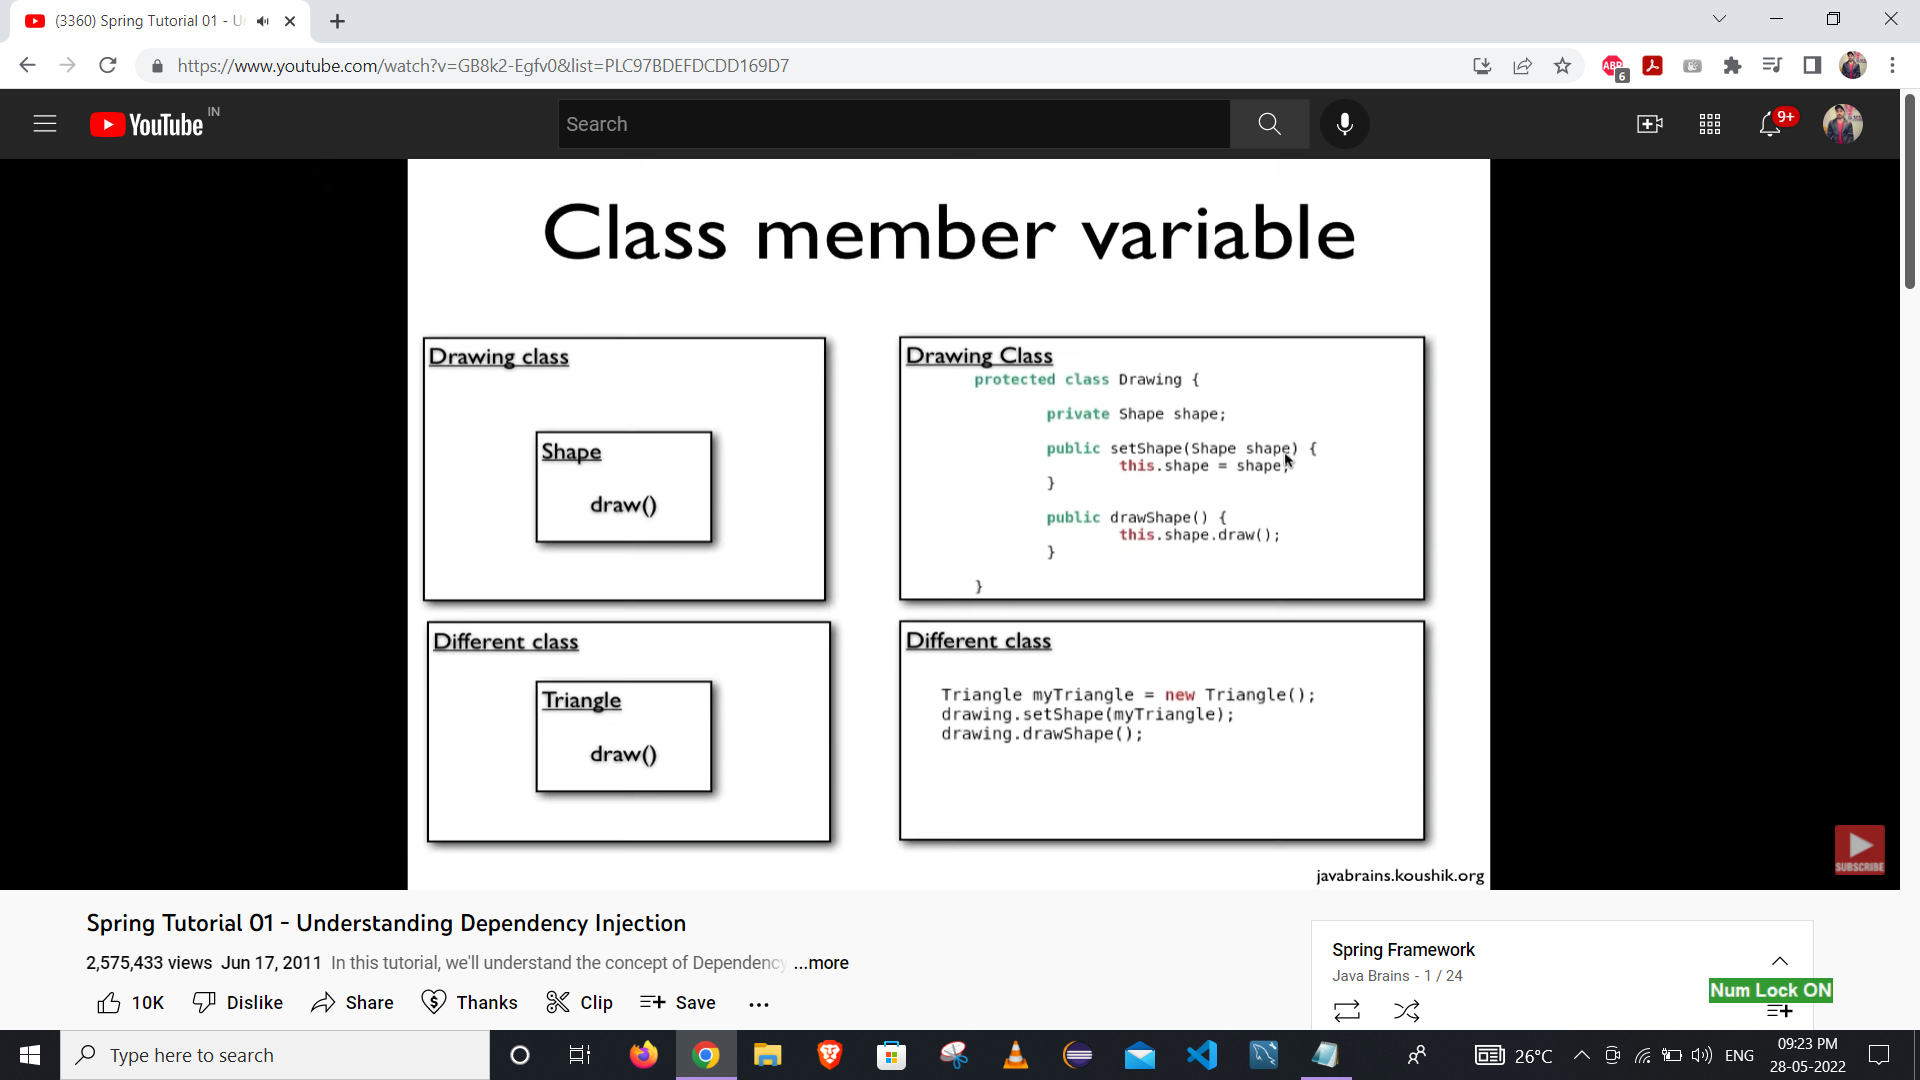 (3360) Spring Tutorial 01 - U
https://www.youtube.com/watch?v=GB8k2-Egfv0&list=PLC97BDEFDCDD169D7
ABP
6
YouTube IN
Search
9+
Class member variable
Drawing class
Shape
draw()
Drawing Class
protected class Drawing {
private Shape shape;
public setShape(Shape shape) {
this.shape = shape;
}
public drawShape() {
this.shape.draw();
}
}
Different class
Triangle
draw()
Different class
Triangle myTriangle = new Triangle();
drawing.setShape(myTriangle);
drawing.drawShape();
SUBSCRIBE
javabrains.koushik.org
Spring Tutorial 01 - Understanding Dependency Injection
2,575,433 views Jun 17, 2011 In this tutorial, we'll understand the concept of Dependency ...more
10K Dislike Share Thanks Clip Save
Spring Framework
Java Brains - 1 / 24
Num Lock ON
Type here to search
26°C
ENG
09:23 PM
28-05-2022